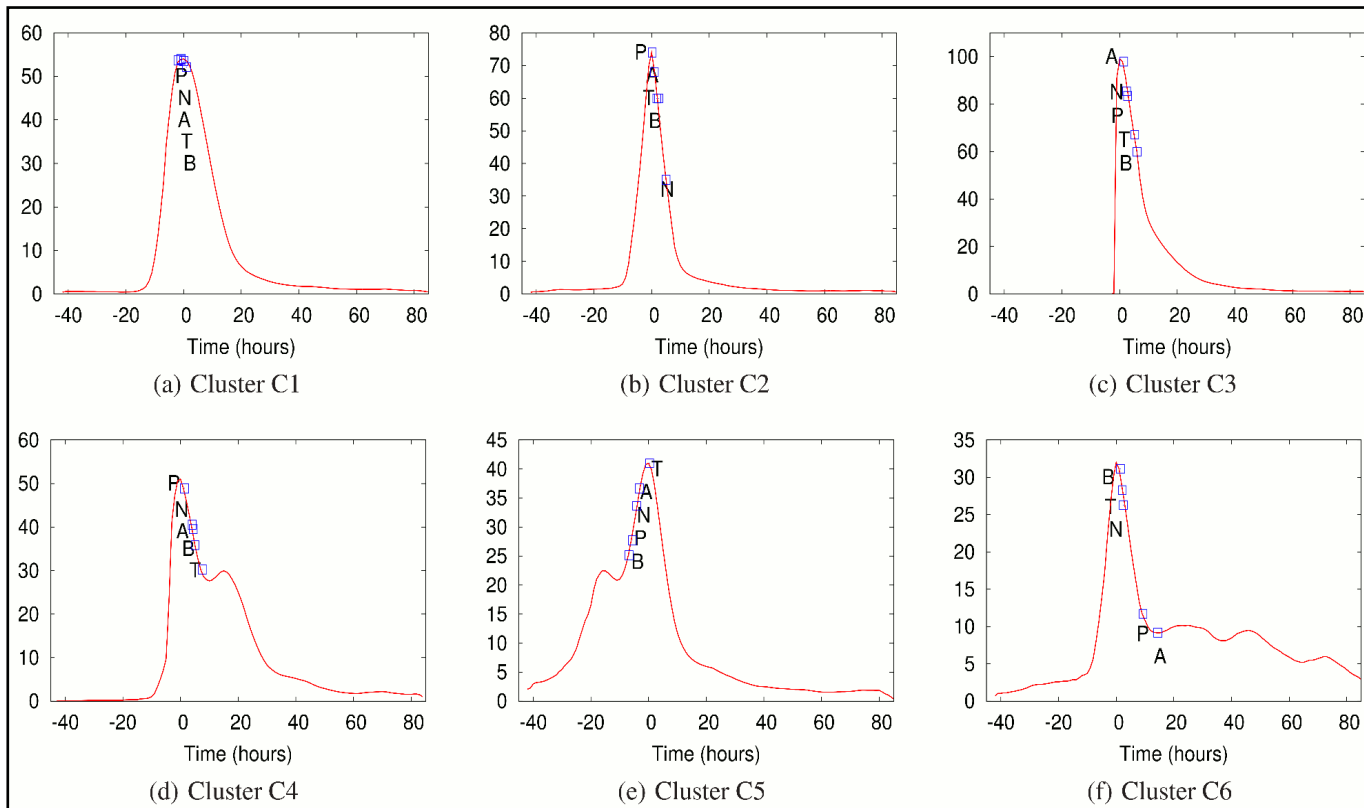 60
50
40
30
20
10
0
P
N
A
T
B
-40 -20 0 20 40 60 80
Time (hours)
(a) Cluster C1
80
70
60
50
40
30
20
10
0
P
A
T
B
N
-40 -20 0 20 40 60 80
Time (hours)
(b) Cluster C2
100
80
60
40
20
0
A
N
P
T
B
-40 -20 0 20 40 60 80
Time (hours)
(c) Cluster C3
60
50
40
30
20
10
0
P
N
A
B
T
-40 -20 0 20 40 60 80
Time (hours)
(d) Cluster C4
45
40
35
30
25
20
15
10
5
0
T
A
N
P
B
-40 -20 0 20 40 60 80
Time (hours)
(e) Cluster C5
35
30
25
20
15
10
5
0
B
T
N
P
A
-40 -20 0 20 40 60 80
Time (hours)
(f) Cluster C6